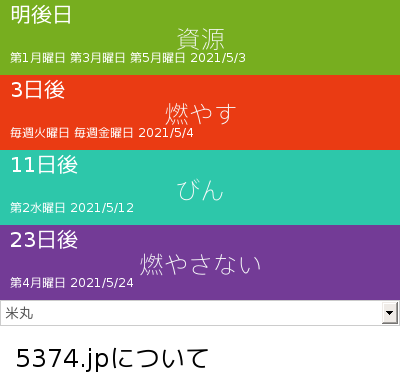 明後日
資源
第1月曜日 第3月曜日 第5月曜日 2021/5/3
3日後
燃やす
毎週火曜日 毎週金曜日 2021/5/4
11日後
びん
第2水曜日 2021/5/12
23日後
燃やさない
第4月曜日 2021/5/24
米丸
5374.jpについて